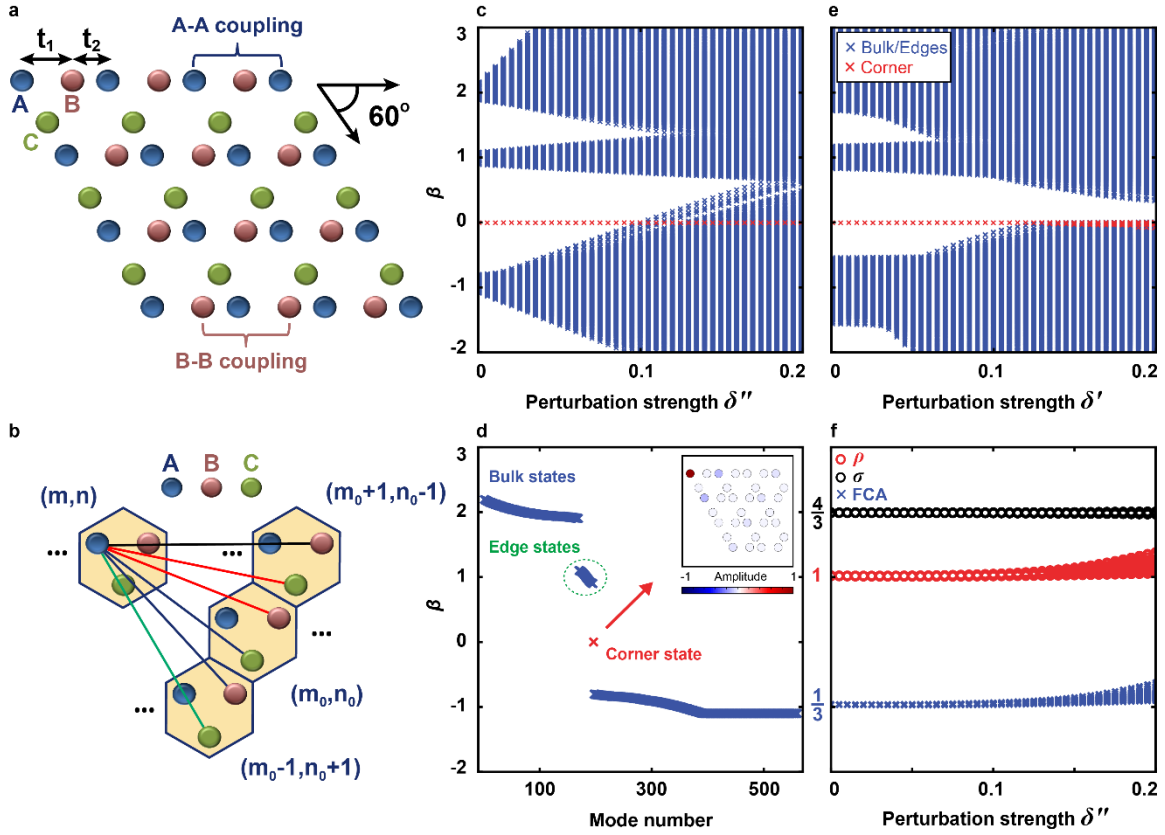 a
A-A coupling
t1
t2
A
B
C
60°
B-B coupling
b
A
B
C
(m,n)
(m0+1,n0-1)
...
...
...
(m0,n0)
...
(m0-1,n0+1)
c
3
2
1
0
-1
-2
β
0
0.1
0.2
Perturbation strength δ″
e
× Bulk/Edges
× Corner
0
0.1
0.2
Perturbation strength δ′
d
3
2
1
0
-1
-2
β
Bulk states
Edge states
Corner state
-1
Amplitude
1
100
300
500
Mode number
f
ρ
σ
× FCA
4/3
1
1/3
0
0.1
0.2
Perturbation strength δ″